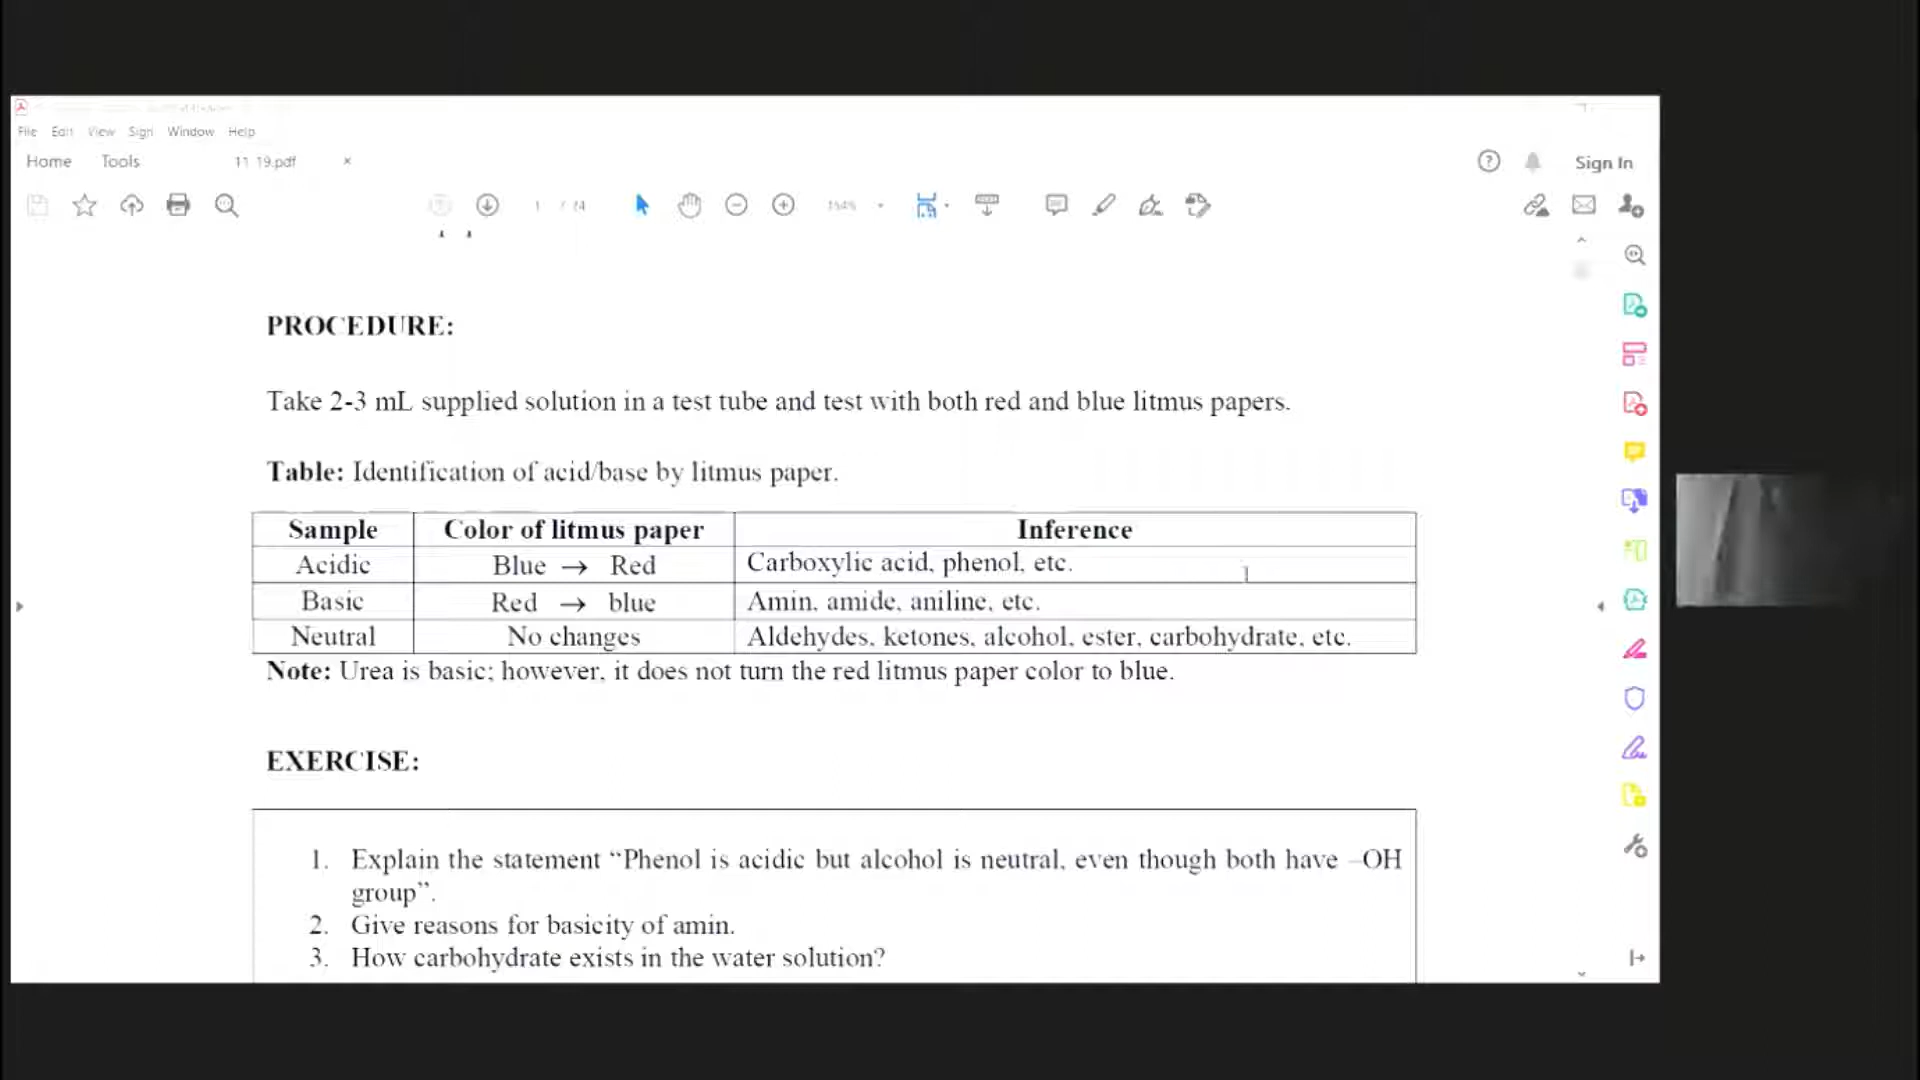 File Edit View Sign Window Help
Home Tools 11 19.pdf ×
Sign In
1 / 14
154%
PROCEDURE:
Take 2-3 mL supplied solution in a test tube and test with both red and blue litmus papers.
Table: Identification of acid/base by litmus paper.
Sample Color of litmus paper Inference
Acidic Blue → Red Carboxylic acid, phenol, etc.
Basic Red → blue Amin, amide, aniline, etc.
Neutral No changes Aldehydes, ketones, alcohol, ester, carbohydrate, etc.
Note: Urea is basic; however, it does not turn the red litmus paper color to blue.
EXERCISE:
1. Explain the statement “Phenol is acidic but alcohol is neutral, even though both have –OH
group”.
2. Give reasons for basicity of amin.
3. How carbohydrate exists in the water solution?